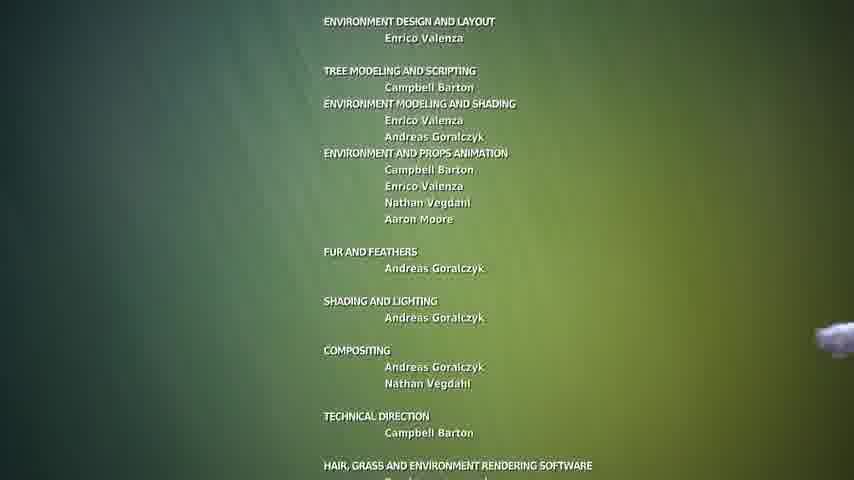 ENVIRONMENT DESIGN AND LAYOUT
Enrico Valenza
TREE MODELING AND SCRIPTING
Campbell Barton
ENVIRONMENT MODELING AND SHADING
Enrico Valenza
Andreas Goralczyk
ENVIRONMENT AND PROPS ANIMATION
Campbell Barton
Enrico Valenza
Nathan Vegdahl
Aaron Moore
FUR AND FEATHERS
Andreas Goralczyk
SHADING AND LIGHTING
Andreas Goralczyk
COMPOSITING
Andreas Goralczyk
Nathan Vegdahl
TECHNICAL DIRECTION
Campbell Barton
HAIR, GRASS AND ENVIRONMENT RENDERING SOFTWARE